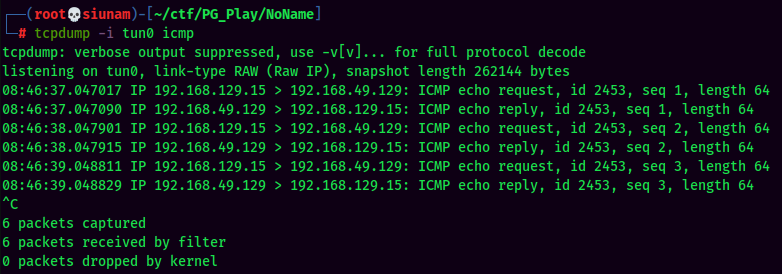 ┌──(root💀siunam)-[~/ctf/PG_Play/NoName]
└─# tcpdump -i tun0 icmp
tcpdump: verbose output suppressed, use -v[v]... for full protocol decode
listening on tun0, link-type RAW (Raw IP), snapshot length 262144 bytes
08:46:37.047017 IP 192.168.129.15 > 192.168.49.129: ICMP echo request, id 2453, seq 1, length 64
08:46:37.047090 IP 192.168.49.129 > 192.168.129.15: ICMP echo reply, id 2453, seq 1, length 64
08:46:38.047901 IP 192.168.129.15 > 192.168.49.129: ICMP echo request, id 2453, seq 2, length 64
08:46:38.047915 IP 192.168.49.129 > 192.168.129.15: ICMP echo reply, id 2453, seq 2, length 64
08:46:39.048811 IP 192.168.129.15 > 192.168.49.129: ICMP echo request, id 2453, seq 3, length 64
08:46:39.048829 IP 192.168.49.129 > 192.168.129.15: ICMP echo reply, id 2453, seq 3, length 64
^C
6 packets captured
6 packets received by filter
0 packets dropped by kernel